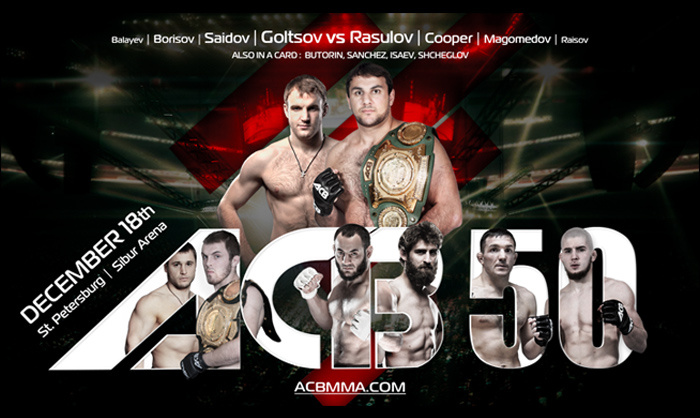 Balayev | Borisov | Saidov | Goltsov vs Rasulov | Cooper | Magomedov | Raisov
ALSO IN A CARD : BUTORIN, SANCHEZ, ISAEV, SHCHEGLOV
ACB
DECEMBER 18th
St. Petersburg | Sibur Arena
ACB 50
ACBMMA.COM